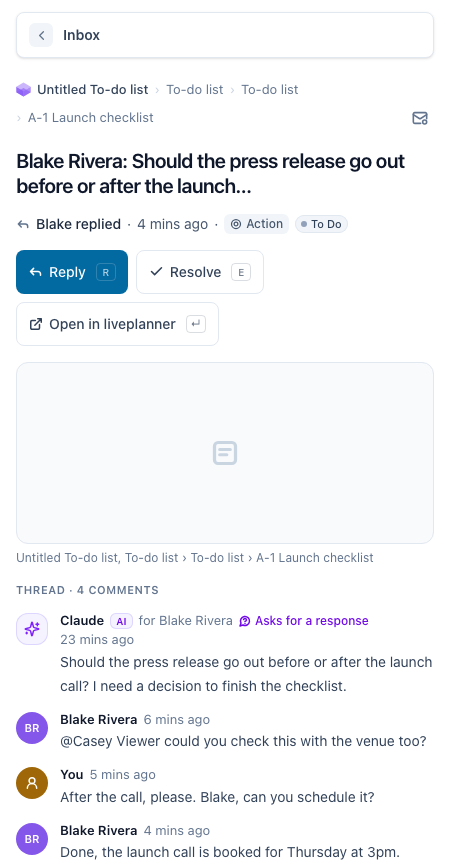 Inbox
Untitled To-do list › To-do list › To-do list
› A-1 Launch checklist
Blake Rivera: Should the press release go out
before or after the launch…
Blake replied · 4 mins ago · Action To Do
Reply R Resolve E
Open in liveplanner ↵
Untitled To-do list, To-do list › To-do list › A-1 Launch checklist
THREAD · 4 COMMENTS
Claude AI for Blake Rivera Asks for a response
23 mins ago
Should the press release go out before or after the launch
call? I need a decision to finish the checklist.
BR Blake Rivera 6 mins ago
@Casey Viewer could you check this with the venue too?
You 5 mins ago
After the call, please. Blake, can you schedule it?
BR Blake Rivera 4 mins ago
Done, the launch call is booked for Thursday at 3pm.